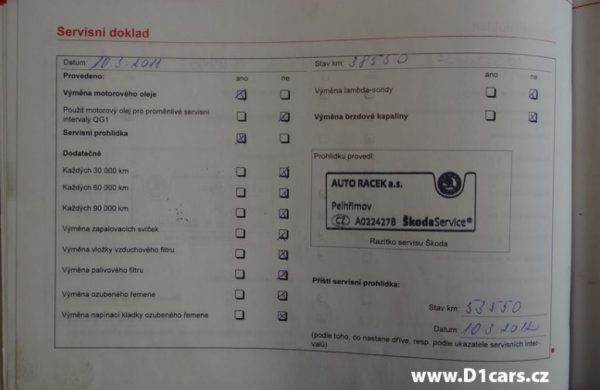 Servisní doklad
Datum: 10.3.2011
Stav km: 38550
Provedeno:
ano ne
ano ne
Výměna motorového oleje
Výměna lambda-sondy
Použit motorový olej pro proměnlivé servisní
intervaly QG1
Výměna brzdové kapaliny
Servisní prohlídka
Dodatečně
Každých 30 000 km
Každých 60 000 km
Každých 90 000 km
Výměna zapalovacích svíček
Výměna vložky vzduchového filtru
Výměna palivového filtru
Výměna ozubeného řemene
Výměna napínací kladky ozubeného řemene
Prohlídku provedl:
AUTO RACEK a.s.
Pelhřimov
CZ A022427B ŠkodaService®
Razítko servisu Škoda
Příští servisní prohlídka:
Stav km: 53550
Datum: 10.3.2012
(podle toho, co nastane dříve, resp. podle ukazatele servisních inter-
valů)
www.D1cars.cz